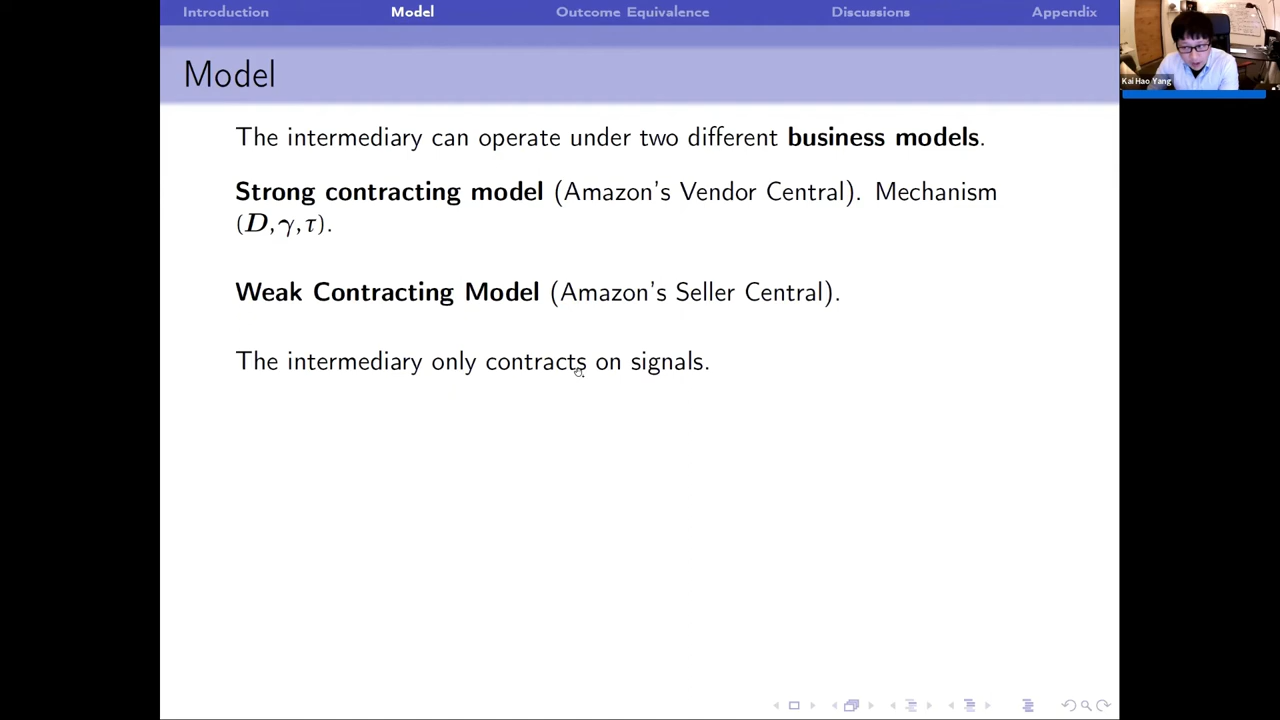 Introduction Model Outcome Equivalence Discussions Appendix
Model
The intermediary can operate under two different business models.
Strong contracting model (Amazon's Vendor Central). Mechanism
(D, γ, τ).
Weak Contracting Model (Amazon's Seller Central).
The intermediary only contracts on signals.
Kai Hao Yang